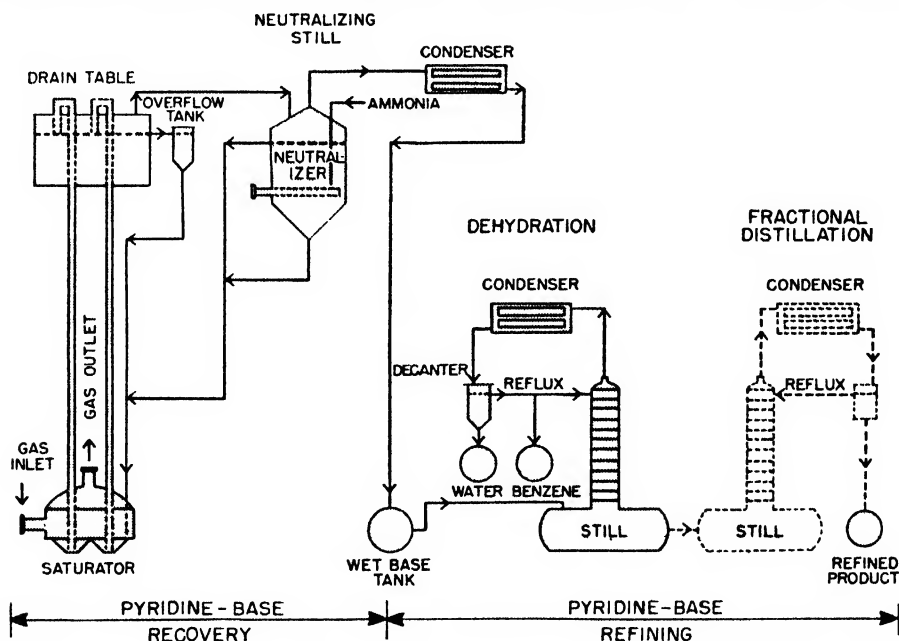 NEUTRALIZING
STILL
CONDENSER
DRAIN TABLE
OVERFLOW
TANK
AMMONIA
NEUTRAL-
IZER
DEHYDRATION
FRACTIONAL
DISTILLATION
CONDENSER
CONDENSER
DECANTER
REFLUX
REFLUX
GAS OUTLET
GAS
INLET
WATER
BENZENE
STILL
STILL
SATURATOR
WET BASE
TANK
REFINED
PRODUCT
PYRIDINE-BASE
RECOVERY
PYRIDINE-BASE
REFINING